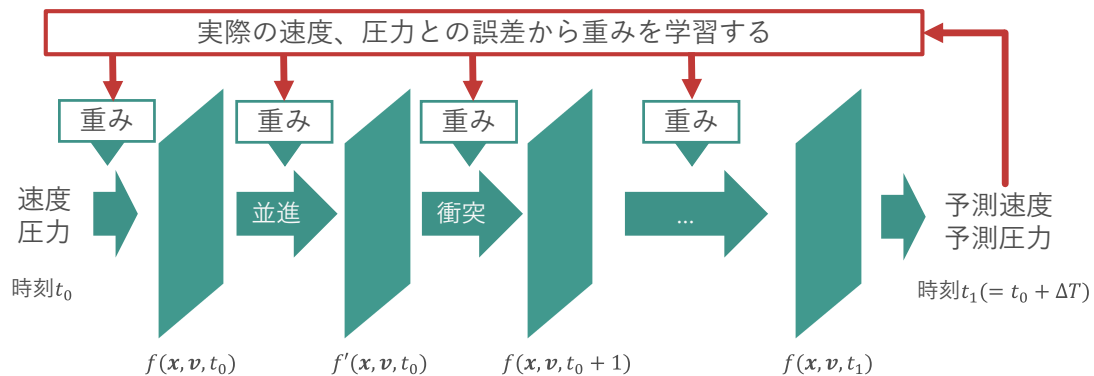 実際の速度、圧力との誤差から重みを学習する
重み
重み
重み
重み
速度
圧力
並進
衝突
...
予測速度
予測圧力
時刻t₀
時刻t₁(= t₀ + ΔT)
f(x, v, t₀)
f′(x, v, t₀)
f(x, v, t₀ + 1)
f(x, v, t₁)